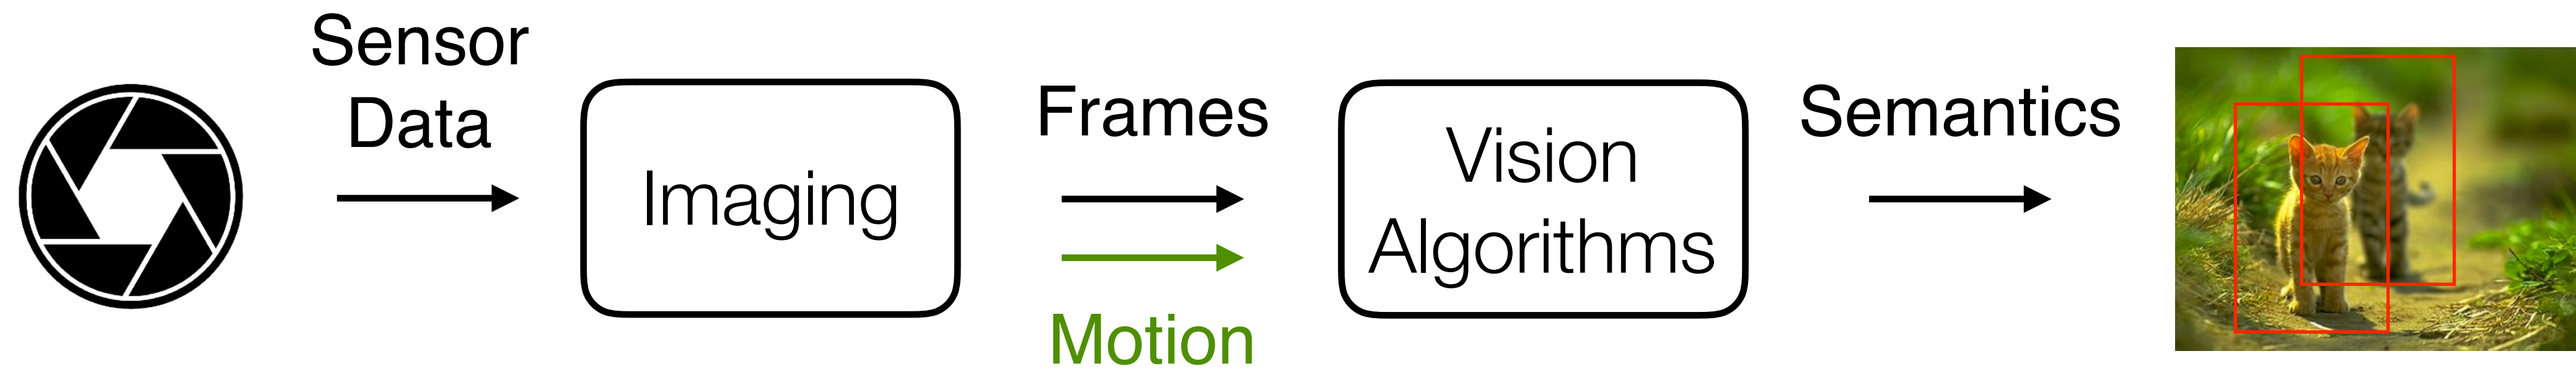 Sensor
Data
Imaging
Frames
Motion
Vision
Algorithms
Semantics